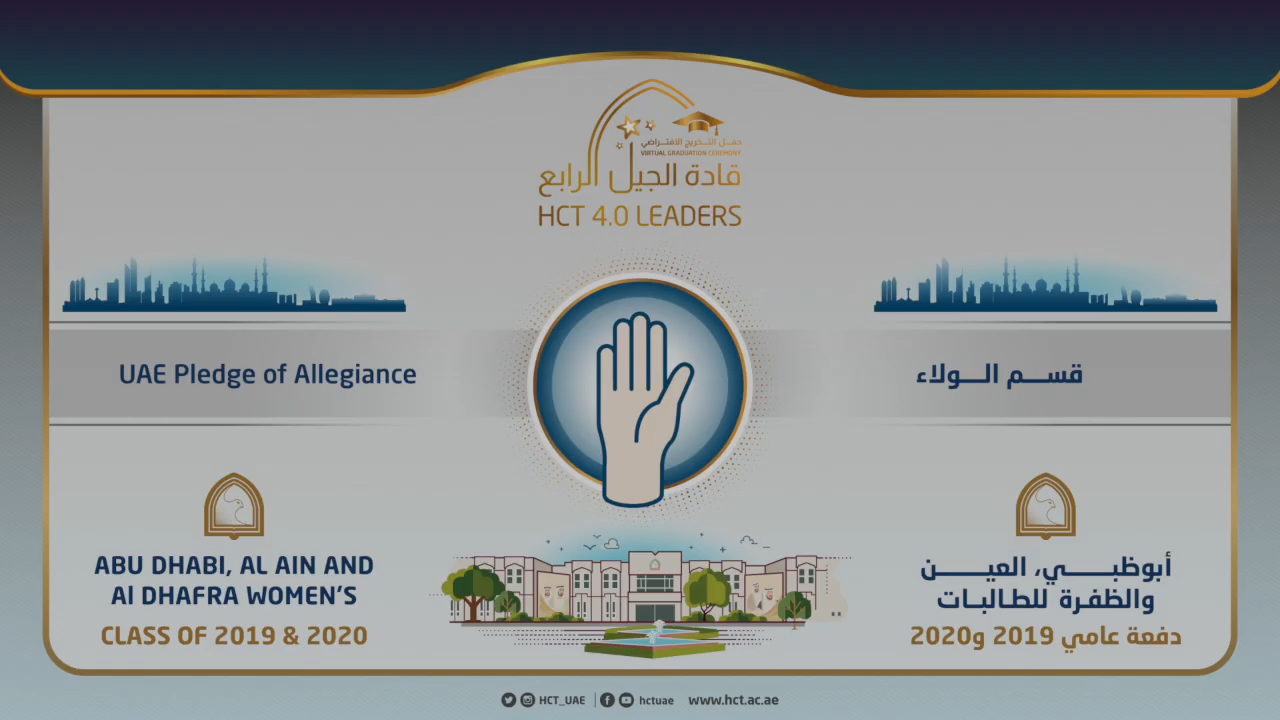 حفل التخريج الافتراضي
VIRTUAL GRADUATION CEREMONY
قادة الجيل الرابع
HCT 4.0 LEADERS
UAE Pledge of Allegiance
قسم الولاء
ABU DHABI, AL AIN AND
Al DHAFRA WOMEN'S
CLASS OF 2019 & 2020
أبوظبي، العين
والظفرة للطالبات
دفعة عامي 2019 و2020
HCT_UAE | hctuae www.hct.ac.ae